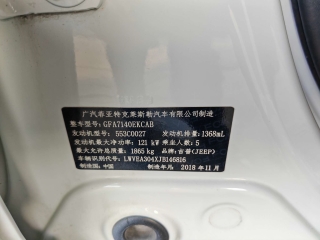 广汽菲亚特克莱斯勒汽车有限公司制造
整车型号: GFA7140EKCAB
发动机型号: 553C0027 发动机排量: 1368mL
发动机最大净功率: 121 kW 乘坐人数: 5
最大允许总质量: 1865 kg 品牌: 吉普(JEEP)
车辆识别代号: LWVEA304XJB146816
制造国: 中国 制造年月: 2018 年 11 月